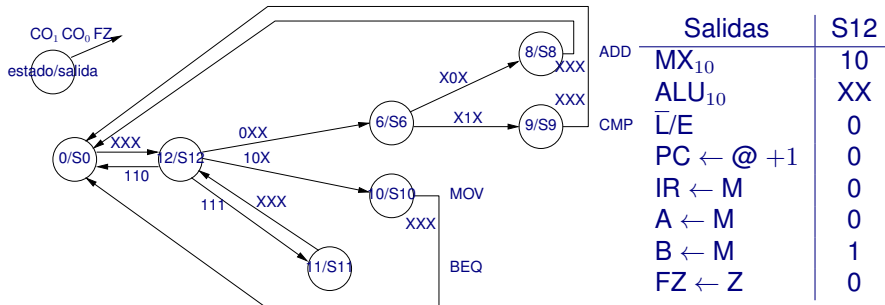 CO₁ CO₀ FZ
estado/salida
0/S0
XXX
110
12/S12
0XX
10X
111
XXX
11/S11
6/S6
X0X
X1X
8/S8
XXX
ADD
9/S9
XXX
CMP
10/S10
MOV
XXX
BEQ
Salidas S12
MX₁₀ 10
ALU₁₀ XX
L̅/E 0
PC ← @ +1 0
IR ← M 0
A ← M 0
B ← M 1
FZ ← Z 0